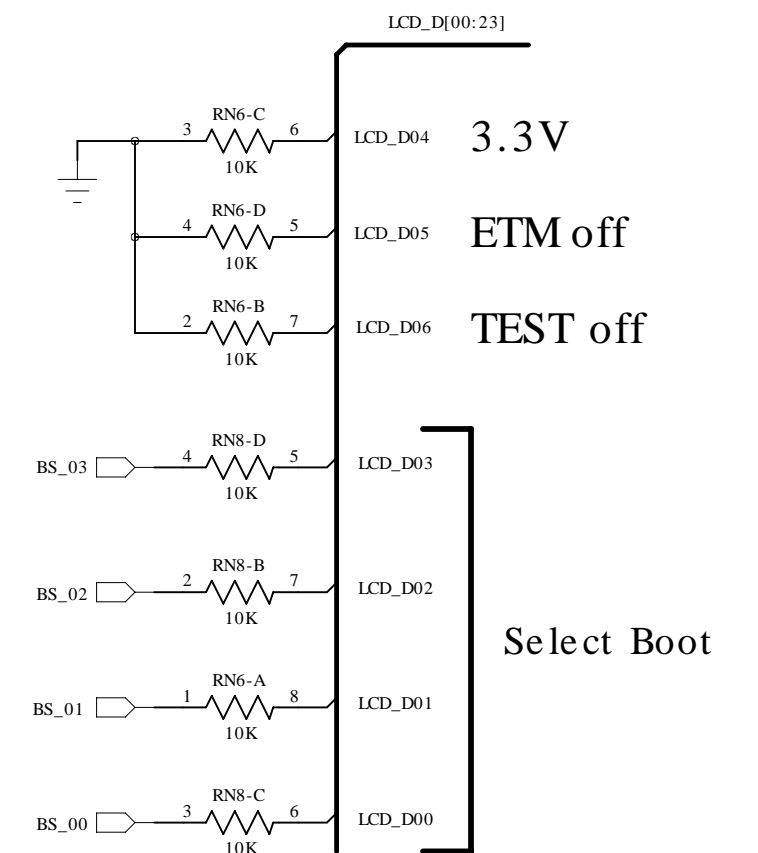 LCD_D[00:23]
RN6-C
3 6 LCD_D04 3.3V
10K
RN6-D
4 5 LCD_D05 ETM off
10K
RN6-B
2 7 LCD_D06 TEST off
10K
RN8-D
BS_03 4 5 LCD_D03
10K
RN8-B
BS_02 2 7 LCD_D02
10K
Select Boot
RN6-A
BS_01 1 8 LCD_D01
10K
RN8-C
BS_00 3 6 LCD_D00
10K